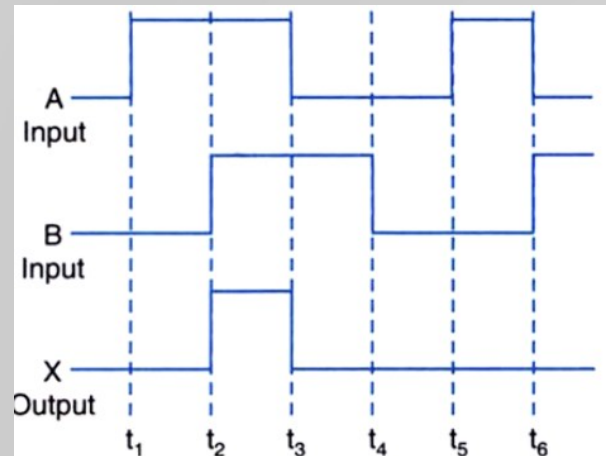 A
Input
B
Input
X
Output
t₁ t₂ t₃ t₄ t₅ t₆